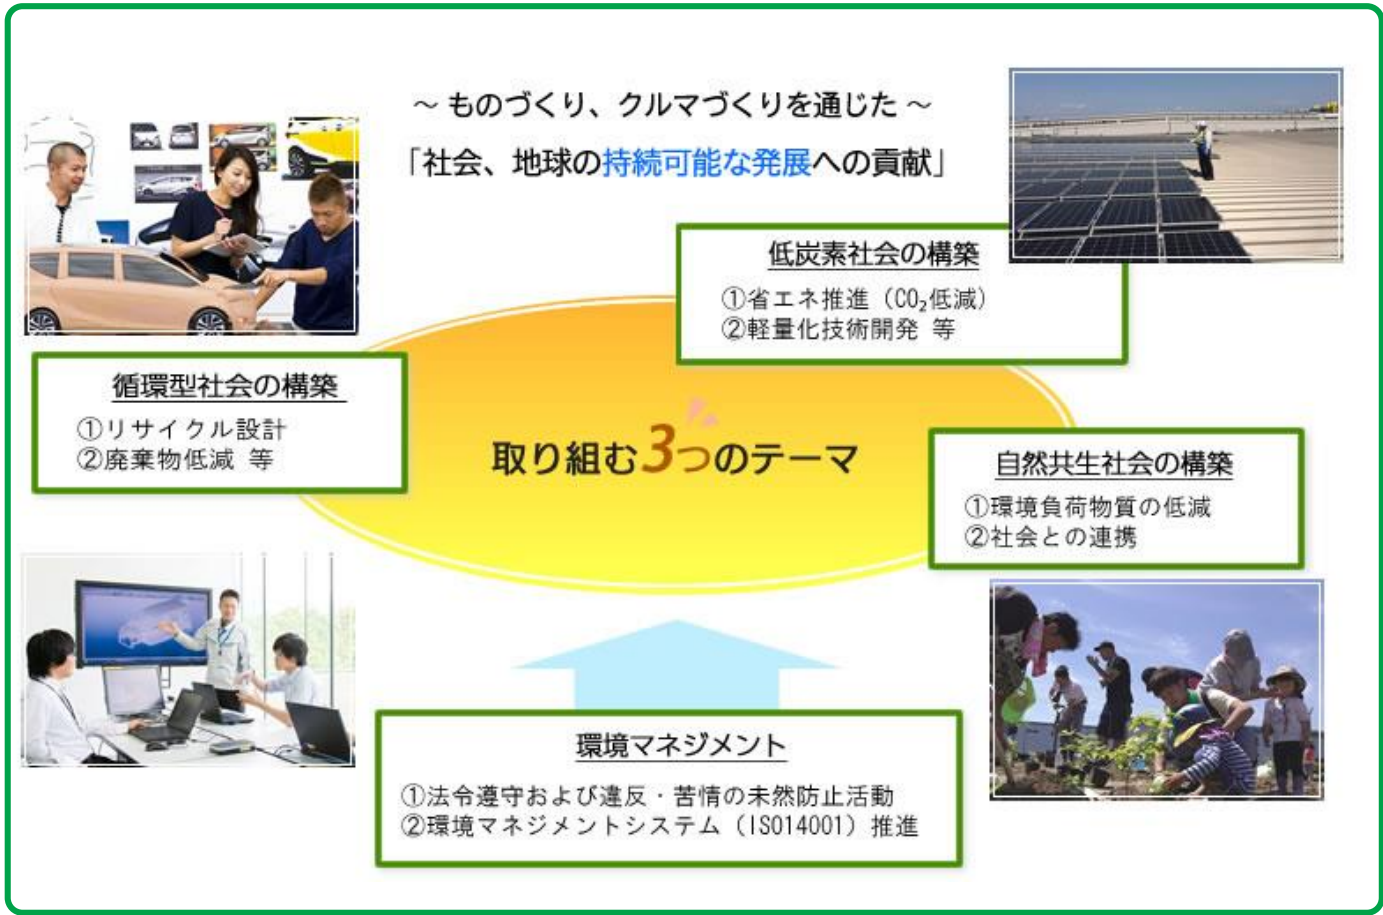 ～ ものづくり、クルマづくりを通じた ～
「社会、地球の持続可能な発展への貢献」
低炭素社会の構築
①省エネ推進（CO₂低減）
②軽量化技術開発 等
循環型社会の構築
①リサイクル設計
②廃棄物低減 等
取り組む3つのテーマ
自然共生社会の構築
①環境負荷物質の低減
②社会との連携
環境マネジメント
①法令遵守および違反・苦情の未然防止活動
②環境マネジメントシステム（ISO14001）推進